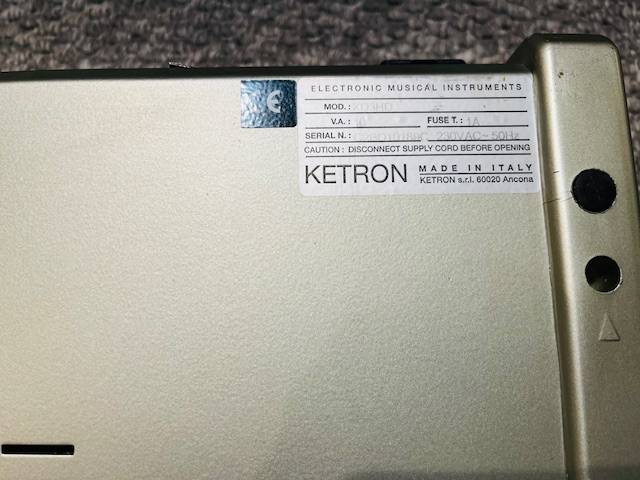 ELECTRONIC MUSICAL INSTRUMENTS
CE
MOD.:
V.A.: FUSE T.: 1A
SERIAL N.: 230VAC~50Hz
CAUTION : DISCONNECT SUPPLY CORD BEFORE OPENING
KETRON MADE IN ITALY
KETRON s.r.l. 60020 Ancona